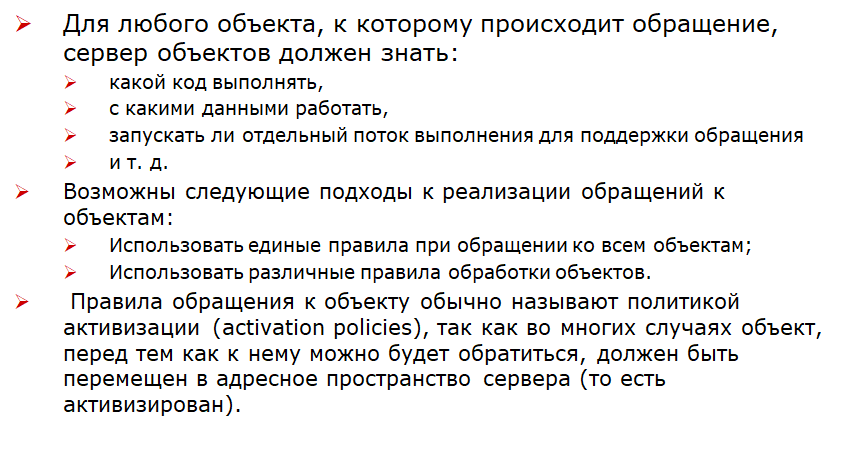 Для любого объекта, к которому происходит обращение,
сервер объектов должен знать:
какой код выполнять,
с какими данными работать,
запускать ли отдельный поток выполнения для поддержки обращения
и т. д.
Возможны следующие подходы к реализации обращений к
объектам:
Использовать единые правила при обращении ко всем объектам;
Использовать различные правила обработки объектов.
Правила обращения к объекту обычно называют политикой
активизации (activation policies), так как во многих случаях объект,
перед тем как к нему можно будет обратиться, должен быть
перемещен в адресное пространство сервера (то есть
активизирован).